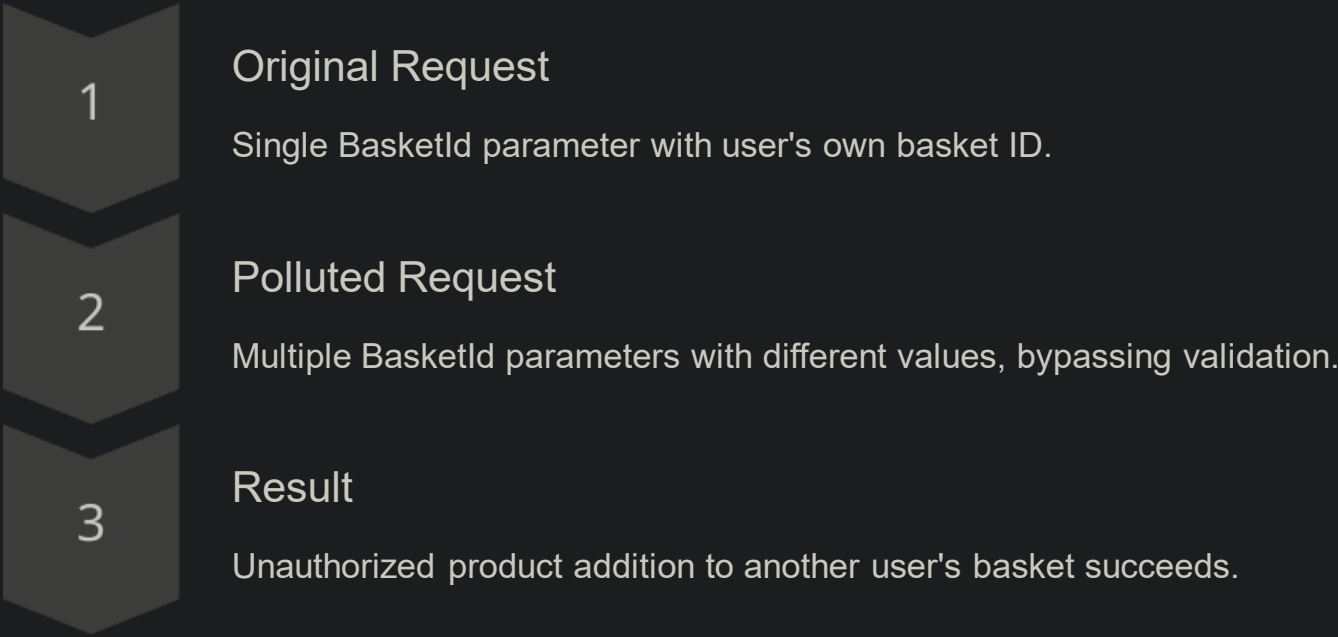 1
Original Request
Single BasketId parameter with user's own basket ID.
2
Polluted Request
Multiple BasketId parameters with different values, bypassing validation.
3
Result
Unauthorized product addition to another user's basket succeeds.